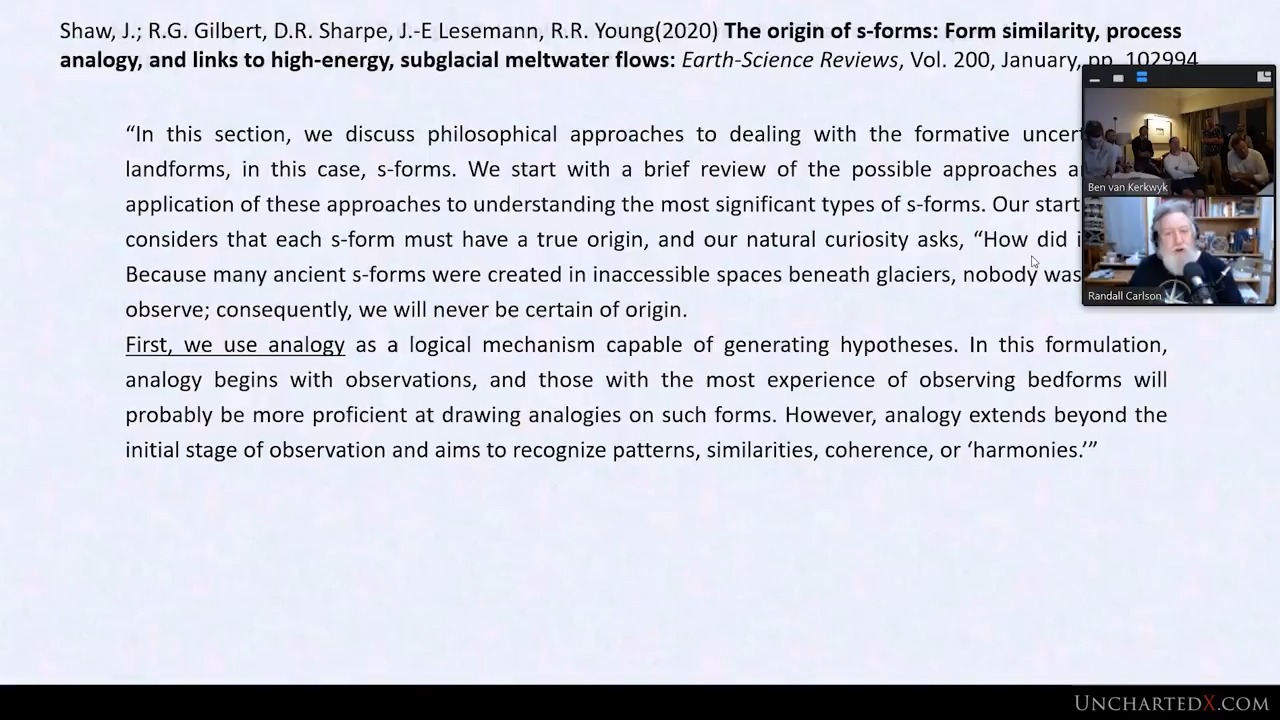 Shaw, J.; R.G. Gilbert, D.R. Sharpe, J.-E Lesemann, R.R. Young(2020) The origin of s-forms: Form similarity, process
analogy, and links to high-energy, subglacial meltwater flows: Earth-Science Reviews, Vol. 200, January, pp. 102994
“In this section, we discuss philosophical approaches to dealing with the formative
landforms, in this case, s-forms. We start with a brief review of the possible approaches
application of these approaches to understanding the most significant types of s-forms. Our
considers that each s-form must have a true origin, and our natural curiosity asks, “How did
Because many ancient s-forms were created in inaccessible spaces beneath glaciers, nobody was
observe; consequently, we will never be certain of origin.
First, we use analogy as a logical mechanism capable of generating hypotheses. In this formulation,
analogy begins with observations, and those with the most experience of observing bedforms will
probably be more proficient at drawing analogies on such forms. However, analogy extends beyond the
initial stage of observation and aims to recognize patterns, similarities, coherence, or ‘harmonies.’”
Ben van Kerkwyk
Randall Carlson
UNCHARTEDX.COM